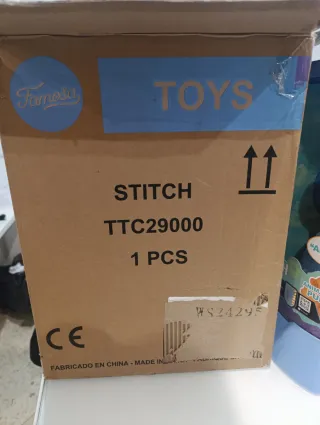 Famosa
TOYS
STITCH
TTC29000
1 PCS
CE
FABRICADO EN CHINA - MADE IN